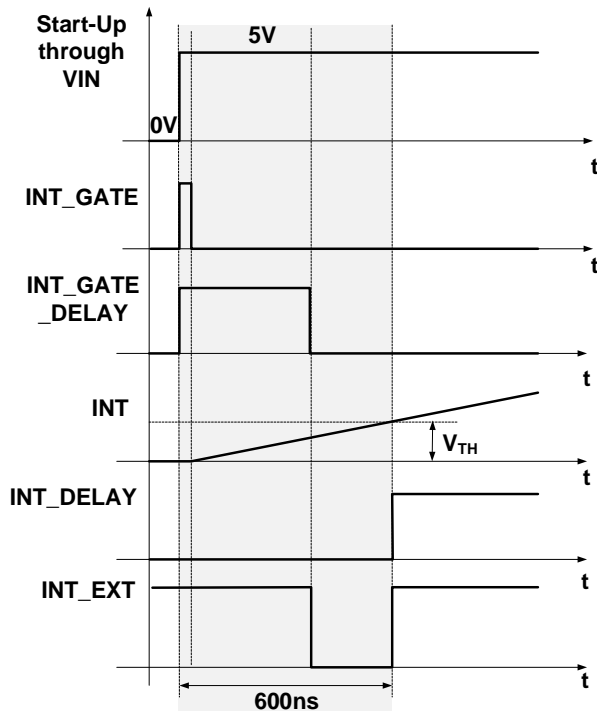 Start-Up
through
VIN
5V
0V
t
INT_GATE
t
INT_GATE
_DELAY
t
INT
VTH
t
INT_DELAY
t
INT_EXT
t
600ns